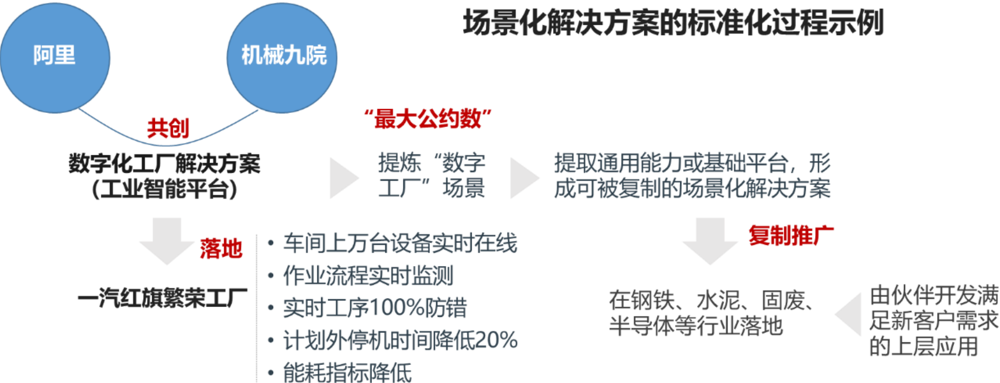 场景化解决方案的标准化过程示例
阿里
机械九院
共创
数字化工厂解决方案
(工业智能平台)
“最大公约数”
提炼“数字
工厂”场景
提取通用能力或基础平台，形
成可被复制的场景化解决方案
落地
一汽红旗繁荣工厂
• 车间上万台设备实时在线
• 作业流程实时监测
• 实时工序100%防错
• 计划外停机时间降低20%
• 能耗指标降低
复制推广
在钢铁、水泥、固废、
半导体等行业落地
由伙伴开发满
足新客户需求
的上层应用